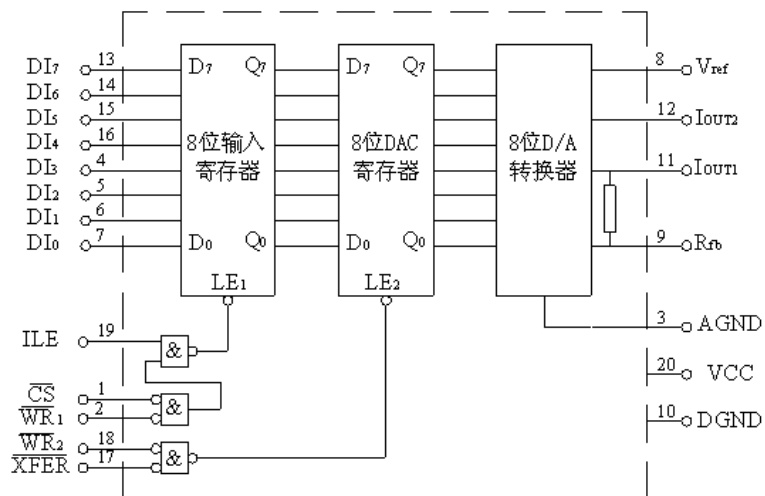 DI7 13 D7 Q7 D7 Q7 8 Vref
DI6 14
DI5 15 12 IOUT2
DI4 16 8位输入 8位DAC 8位D/A
DI3 4 寄存器 寄存器 转换器 11 IOUT1
DI2 5
DI1 6
DI0 7 D0 Q0 D0 Q0 9 Rfb
LE1 LE2
ILE 19 & 3 AGND
20 VCC
CS 1
WR1 2 & 10 DGND
WR2 18
XFER 17 &